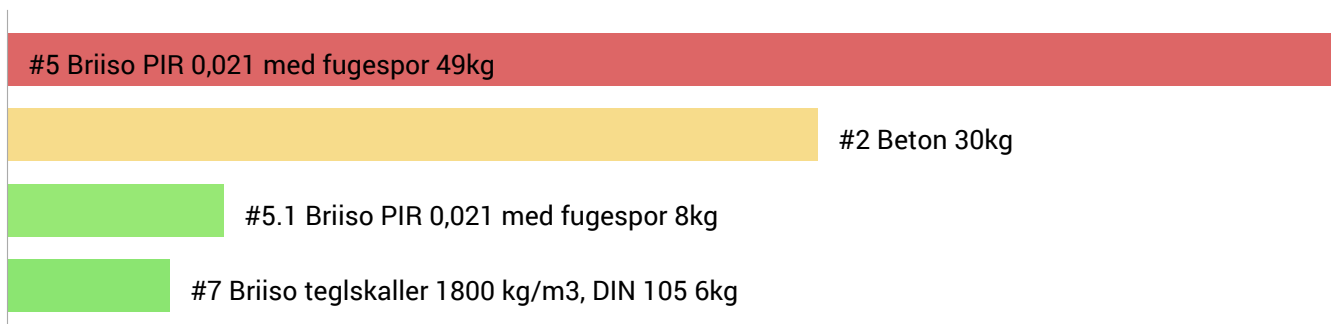 #5 Briiso PIR 0,021 med fugespor 49kg
#2 Beton 30kg
#5.1 Briiso PIR 0,021 med fugespor 8kg
#7 Briiso teglskaller 1800 kg/m3, DIN 105 6kg